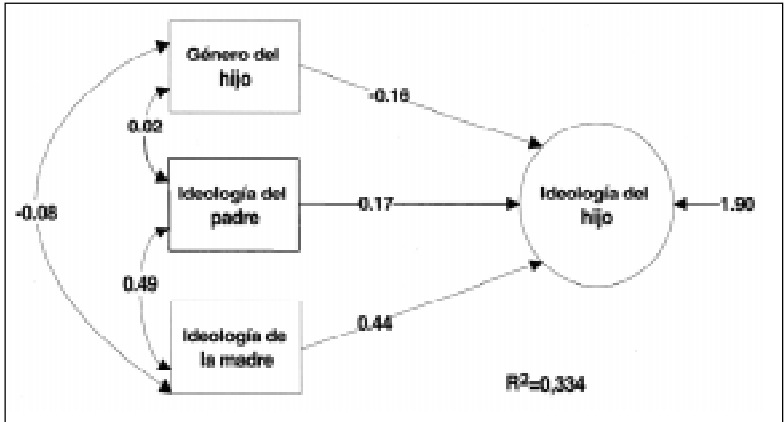 Género del
hijo
-0.16
0.02
Ideología del
padre
0.17
Ideología del
hijo
1.90
-0.08
0.49
Ideología de
la madre
0.44
R²=0,334